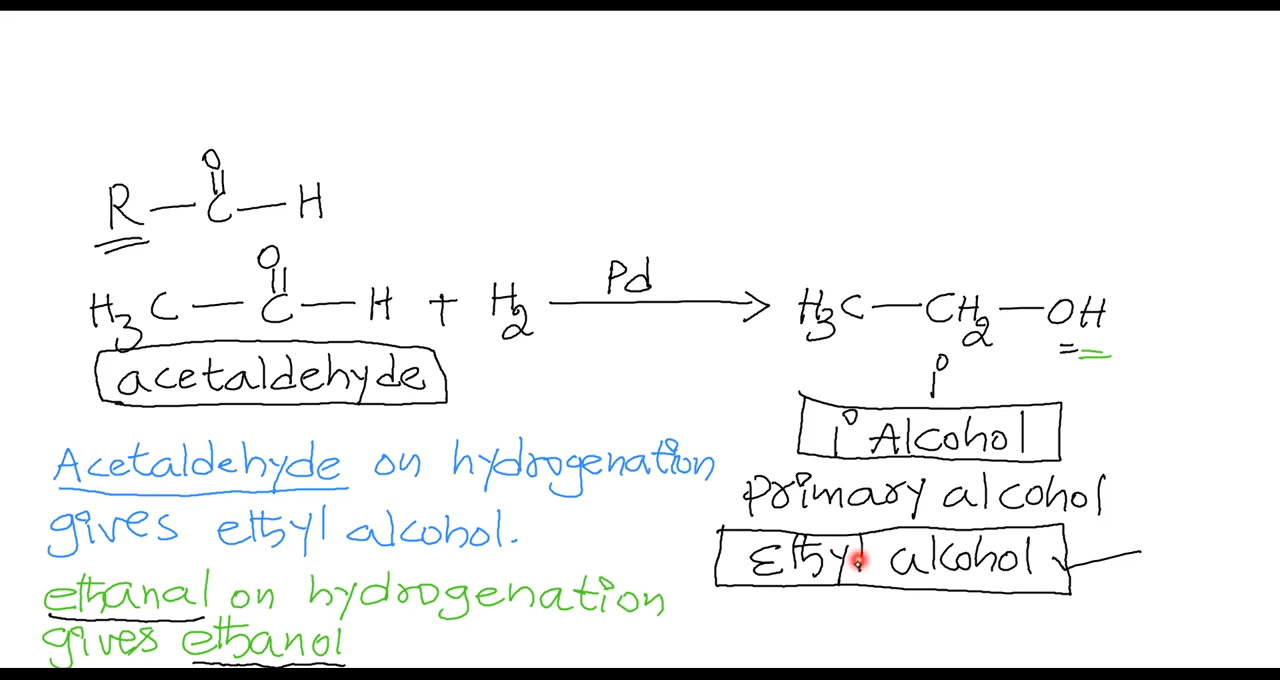 O
R — C — H
O
H3C — C — H + H2 Pd → H3C — CH2 — OH
acetaldehyde
1°
1° Alcohol
Acetaldehyde on hydrogenation
gives ethyl alcohol.
primary alcohol
Ethyl alcohol
ethanal on hydrogenation
gives ethanol